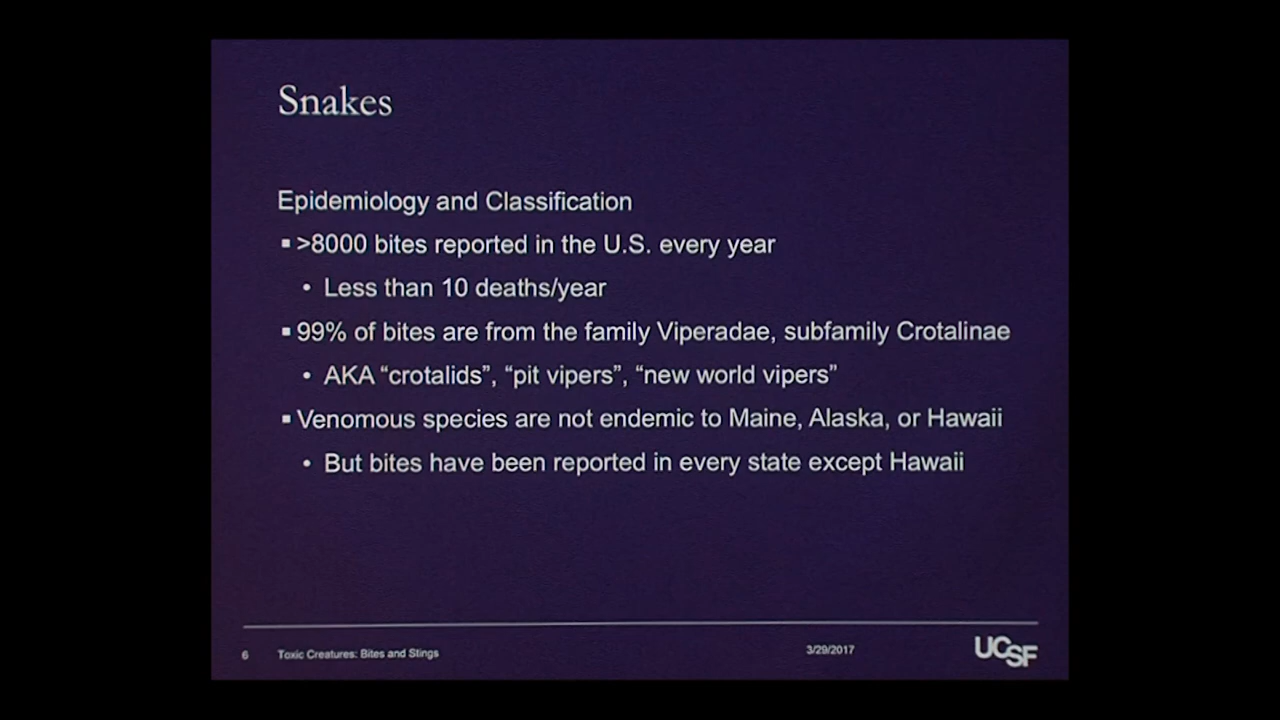 Snakes
Epidemiology and Classification
▪ >8000 bites reported in the U.S. every year
• Less than 10 deaths/year
▪ 99% of bites are from the family Viperadae, subfamily Crotalinae
• AKA “crotalids”, “pit vipers”, “new world vipers”
▪ Venomous species are not endemic to Maine, Alaska, or Hawaii
• But bites have been reported in every state except Hawaii
6 Toxic Creatures: Bites and Stings 3/29/2017 UCSF